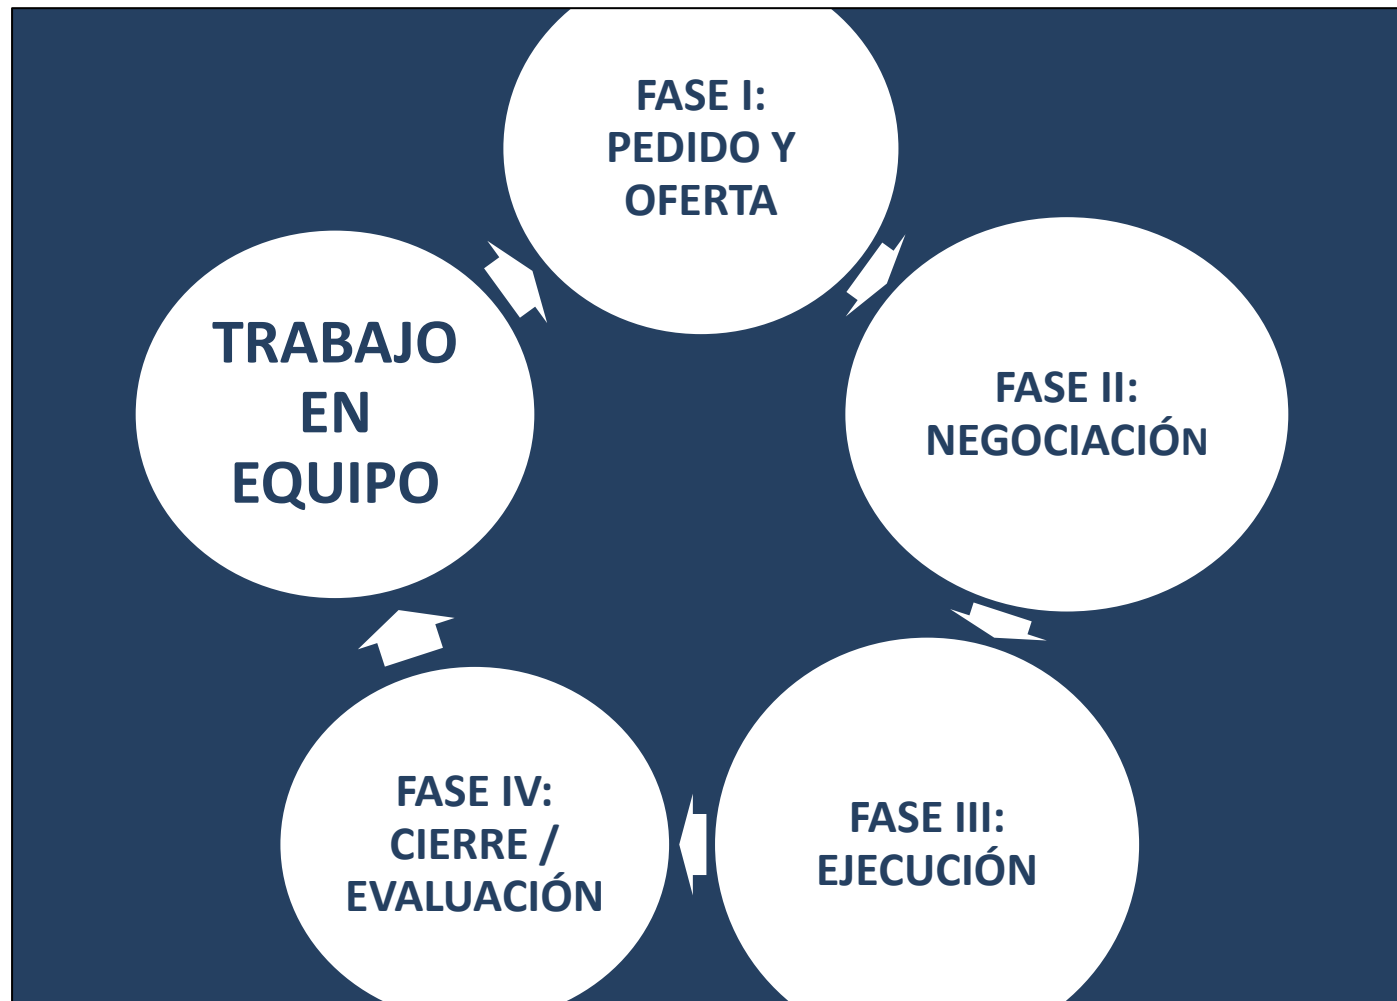 FASE I:
PEDIDO Y
OFERTA
FASE II:
NEGOCIACIÓN
FASE III:
EJECUCIÓN
FASE IV:
CIERRE /
EVALUACIÓN
TRABAJO
EN
EQUIPO